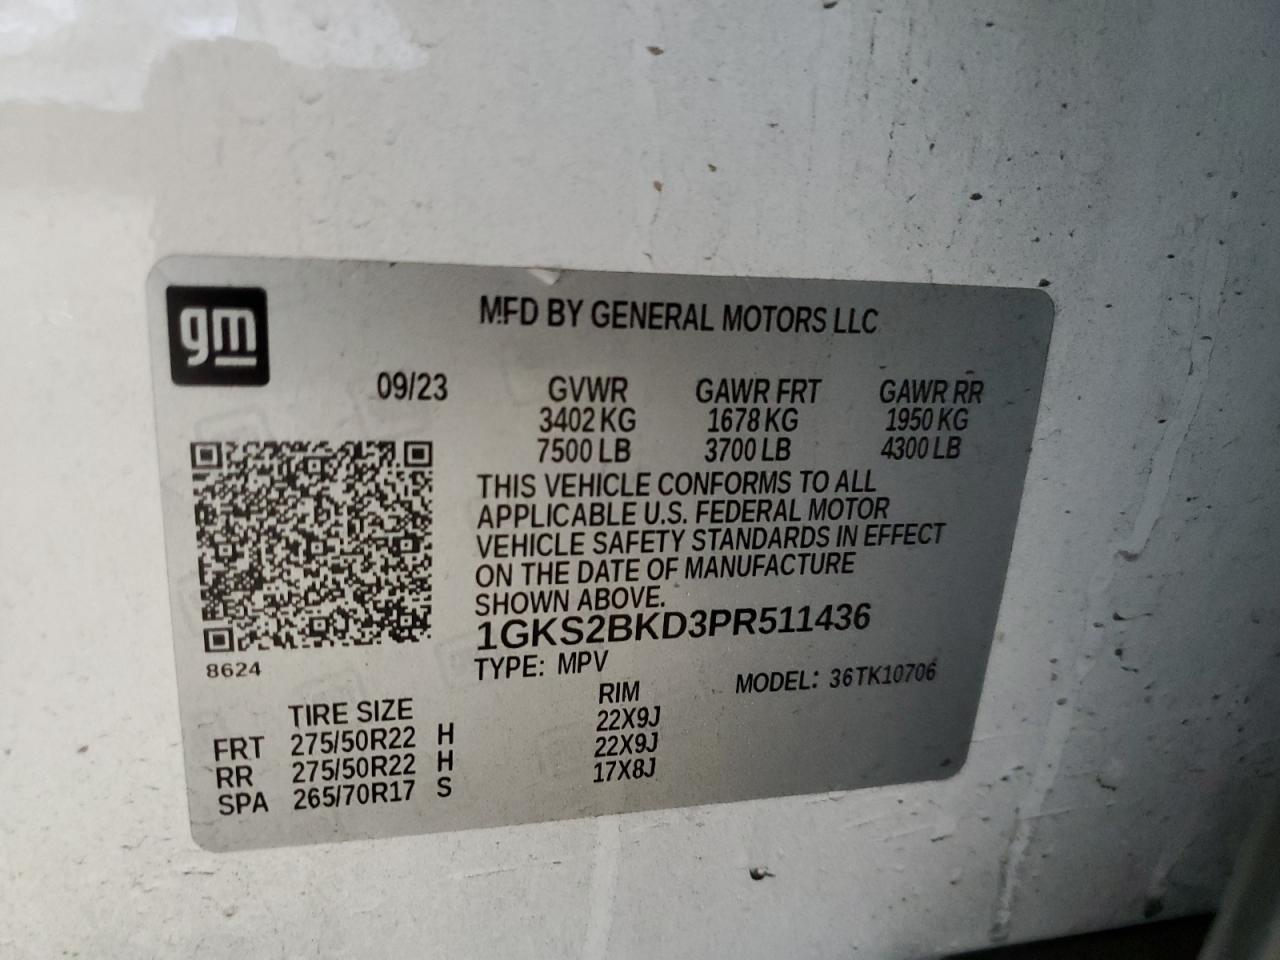 gm
MFD BY GENERAL MOTORS LLC
09/23 GVWR GAWR FRT GAWR RR
3402 KG 1678 KG 1950 KG
7500 LB 3700 LB 4300 LB
THIS VEHICLE CONFORMS TO ALL
APPLICABLE U.S. FEDERAL MOTOR
VEHICLE SAFETY STANDARDS IN EFFECT
ON THE DATE OF MANUFACTURE
SHOWN ABOVE.
1GKS2BKD3PR511436
8624
TYPE: MPV MODEL: 36TK10706
TIRE SIZE RIM
FRT 275/50R22 H 22X9J
RR 275/50R22 H 22X9J
SPA 265/70R17 S 17X8J